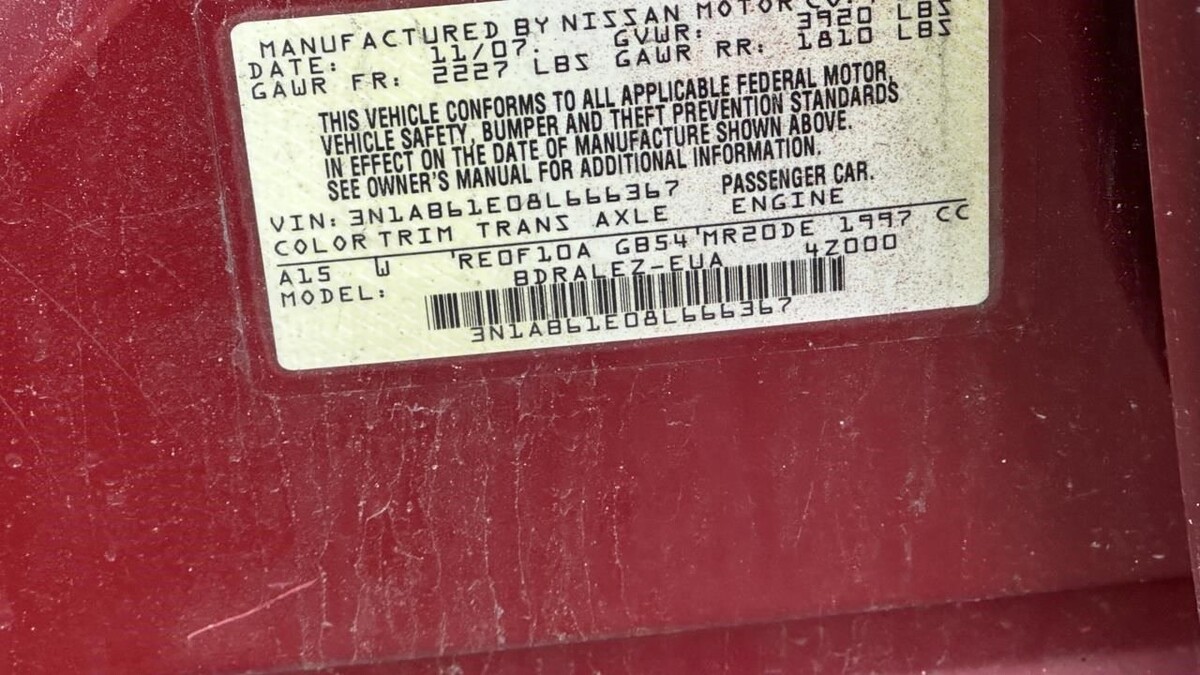 MANUFACTURED BY NISSAN MOTOR CO.
DATE: 11/07. GVWR: 3920 LBS
GAWR FR: 2227 LBS GAWR RR: 1810 LBS
THIS VEHICLE CONFORMS TO ALL APPLICABLE FEDERAL MOTOR,
VEHICLE SAFETY, BUMPER AND THEFT PREVENTION STANDARDS
IN EFFECT ON THE DATE OF MANUFACTURE SHOWN ABOVE.
SEE OWNER'S MANUAL FOR ADDITIONAL INFORMATION.
VIN: 3N1AB61E08L666367 PASSENGER CAR.
COLOR TRIM TRANS AXLE ENGINE
A15 W RE0F10A GB54 MR20DE 1997 CC
MODEL: BDRALEZ-EUA 4Z000
3N1AB61E08L666367